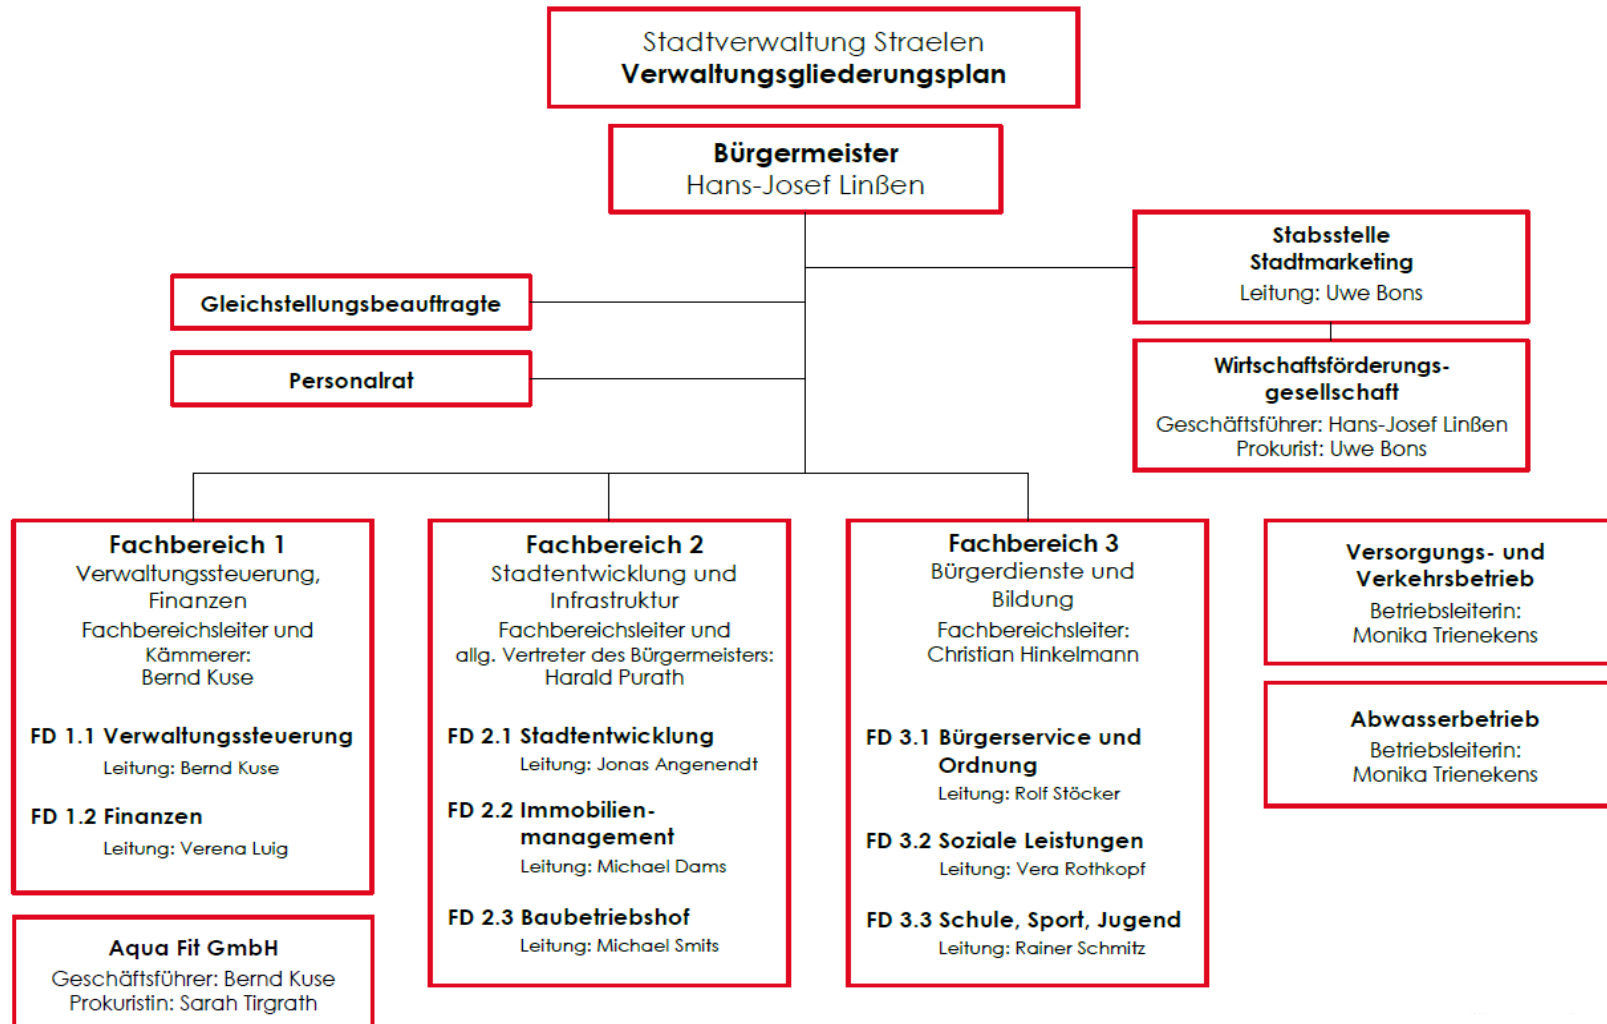 Stadtverwaltung Straelen
Verwaltungsgliederungsplan
Bürgermeister
Hans-Josef Linßen
Stabsstelle
Stadtmarketing
Leitung: Uwe Bons
Gleichstellungsbeauftragte
Personalrat
Wirtschaftsförderungs-
gesellschaft
Geschäftsführer: Hans-Josef Linßen
Prokurist: Uwe Bons
Fachbereich 1
Verwaltungssteuerung,
Finanzen
Fachbereichsleiter und
Kämmerer:
Bernd Kuse
FD 1.1 Verwaltungssteuerung
Leitung: Bernd Kuse
FD 1.2 Finanzen
Leitung: Verena Luig
Aqua Fit GmbH
Geschäftsführer: Bernd Kuse
Prokuristin: Sarah Tirgrath
Fachbereich 2
Stadtentwicklung und
Infrastruktur
Fachbereichsleiter und
allg. Vertreter des Bürgermeisters:
Harald Purath
FD 2.1 Stadtentwicklung
Leitung: Jonas Angenendt
FD 2.2 Immobilien-
management
Leitung: Michael Dams
FD 2.3 Baubetriebshof
Leitung: Michael Smits
Fachbereich 3
Bürgerdienste und
Bildung
Fachbereichsleiter:
Christian Hinkelmann
FD 3.1 Bürgerservice und
Ordnung
Leitung: Rolf Stöcker
FD 3.2 Soziale Leistungen
Leitung: Vera Rothkopf
FD 3.3 Schule, Sport, Jugend
Leitung: Rainer Schmitz
Versorgungs- und
Verkehrsbetrieb
Betriebsleiterin:
Monika Trienekens
Abwasserbetrieb
Betriebsleiterin:
Monika Trienekens